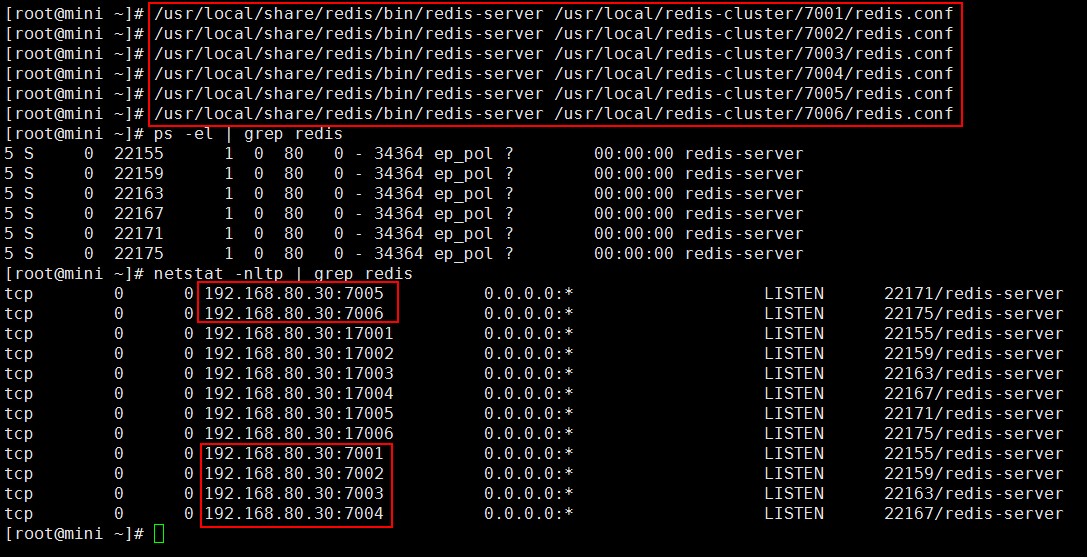 [root@mini ~]# /usr/local/share/redis/bin/redis-server /usr/local/redis-cluster/7001/redis.conf
[root@mini ~]# /usr/local/share/redis/bin/redis-server /usr/local/redis-cluster/7002/redis.conf
[root@mini ~]# /usr/local/share/redis/bin/redis-server /usr/local/redis-cluster/7003/redis.conf
[root@mini ~]# /usr/local/share/redis/bin/redis-server /usr/local/redis-cluster/7004/redis.conf
[root@mini ~]# /usr/local/share/redis/bin/redis-server /usr/local/redis-cluster/7005/redis.conf
[root@mini ~]# /usr/local/share/redis/bin/redis-server /usr/local/redis-cluster/7006/redis.conf
[root@mini ~]# ps -el | grep redis
5 S     0  22155      1  0  80   0 - 34364 ep_pol ?        00:00:00 redis-server
5 S     0  22159      1  0  80   0 - 34364 ep_pol ?        00:00:00 redis-server
5 S     0  22163      1  0  80   0 - 34364 ep_pol ?        00:00:00 redis-server
5 S     0  22167      1  0  80   0 - 34364 ep_pol ?        00:00:00 redis-server
5 S     0  22171      1  0  80   0 - 34364 ep_pol ?        00:00:00 redis-server
5 S     0  22175      1  0  80   0 - 34364 ep_pol ?        00:00:00 redis-server
[root@mini ~]# netstat -nltp | grep redis
tcp        0      0 192.168.80.30:7005          0.0.0.0:*                   LISTEN      22171/redis-server
tcp        0      0 192.168.80.30:7006          0.0.0.0:*                   LISTEN      22175/redis-server
tcp        0      0 192.168.80.30:17001         0.0.0.0:*                   LISTEN      22155/redis-server
tcp        0      0 192.168.80.30:17002         0.0.0.0:*                   LISTEN      22159/redis-server
tcp        0      0 192.168.80.30:17003         0.0.0.0:*                   LISTEN      22163/redis-server
tcp        0      0 192.168.80.30:17004         0.0.0.0:*                   LISTEN      22167/redis-server
tcp        0      0 192.168.80.30:17005         0.0.0.0:*                   LISTEN      22171/redis-server
tcp        0      0 192.168.80.30:17006         0.0.0.0:*                   LISTEN      22175/redis-server
tcp        0      0 192.168.80.30:7001          0.0.0.0:*                   LISTEN      22155/redis-server
tcp        0      0 192.168.80.30:7002          0.0.0.0:*                   LISTEN      22159/redis-server
tcp        0      0 192.168.80.30:7003          0.0.0.0:*                   LISTEN      22163/redis-server
tcp        0      0 192.168.80.30:7004          0.0.0.0:*                   LISTEN      22167/redis-server
[root@mini ~]#